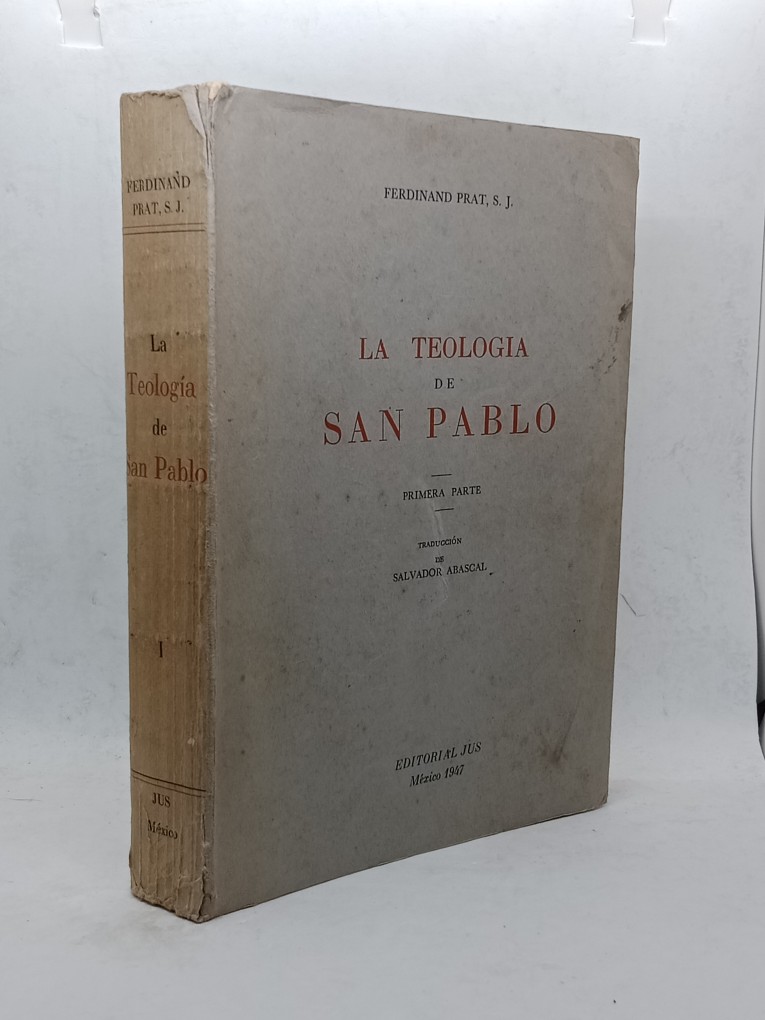 FERDINAND
PRAT, S. J.
La
Teología
de
San Pablo
I
JUS
México
FERDINAND PRAT, S. J.
LA TEOLOGIA
DE
SAN PABLO
PRIMERA PARTE
TRADUCCIÓN
DE
SALVADOR ABASCAL
EDITORIAL JUS
México 1947